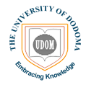 THE UNIVERSITY OF DODOMA
UDOM
Embracing Knowledge